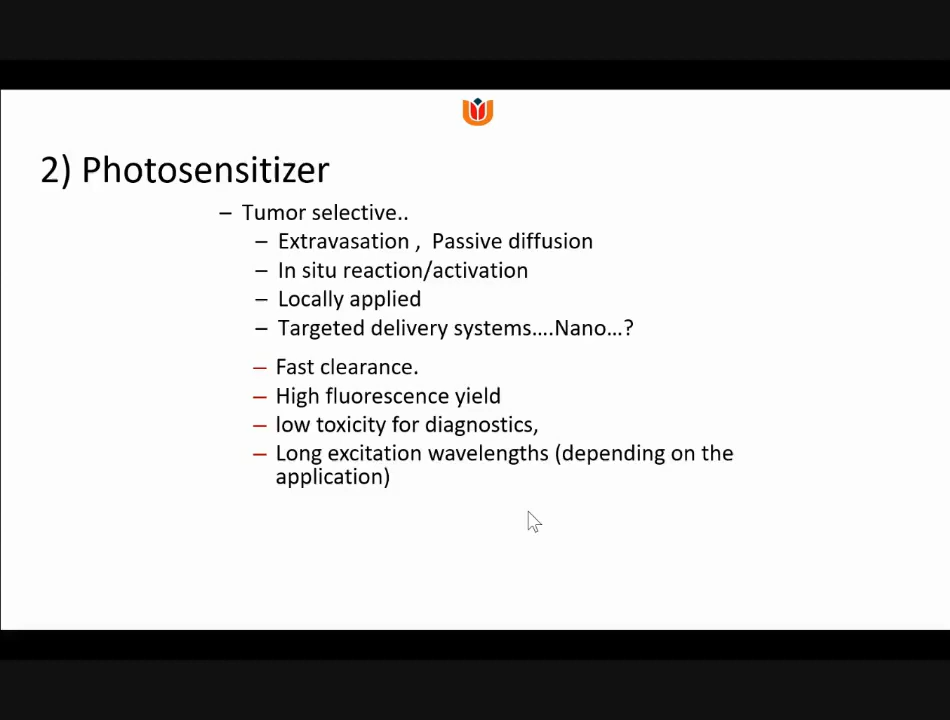 2) Photosensitizer
– Tumor selective..
– Extravasation , Passive diffusion
– In situ reaction/activation
– Locally applied
– Targeted delivery systems....Nano...?
– Fast clearance.
– High fluorescence yield
– low toxicity for diagnostics,
– Long excitation wavelengths (depending on the
application)